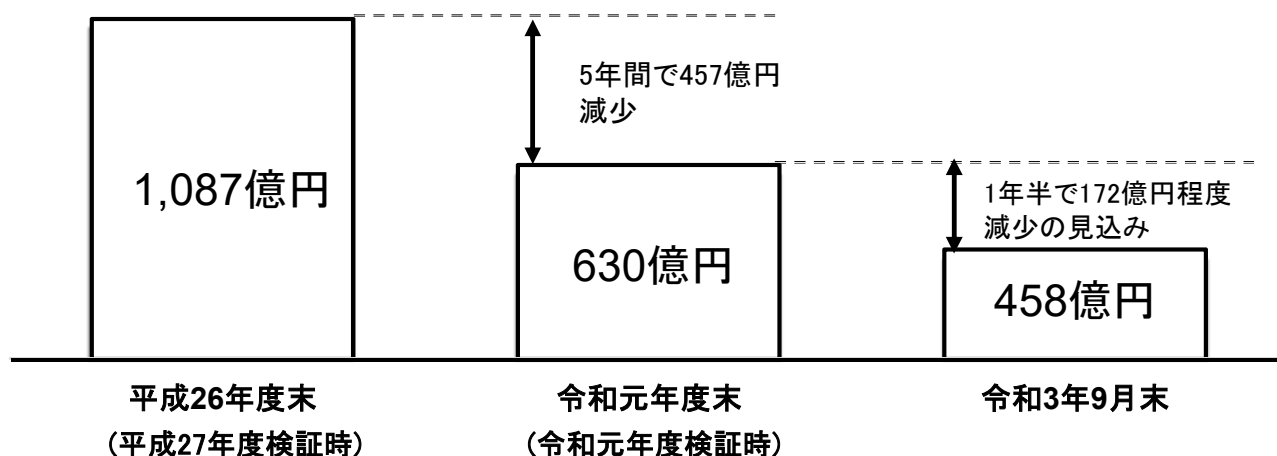 5年間で457億円
減少
1,087億円
1年半で172億円程度
減少の見込み
630億円
458億円
平成26年度末
（平成27年度検証時）
令和元年度末
（令和元年度検証時）
令和3年9月末